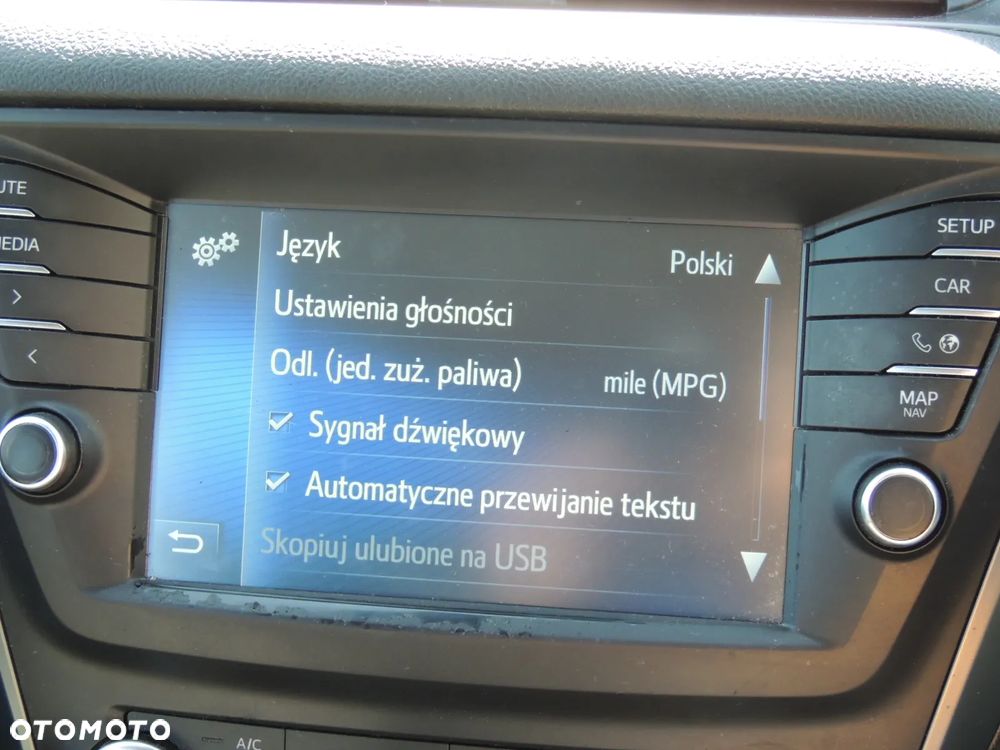 UTE
MEDIA
Język Polski
Ustawienia głośności
Odl. (jed. zuż. paliwa) mile (MPG)
Sygnał dźwiękowy
Automatyczne przewijanie tekstu
Skopiuj ulubione na USB
SETUP
CAR
MAP
NAV
A/C
OTOMOTO